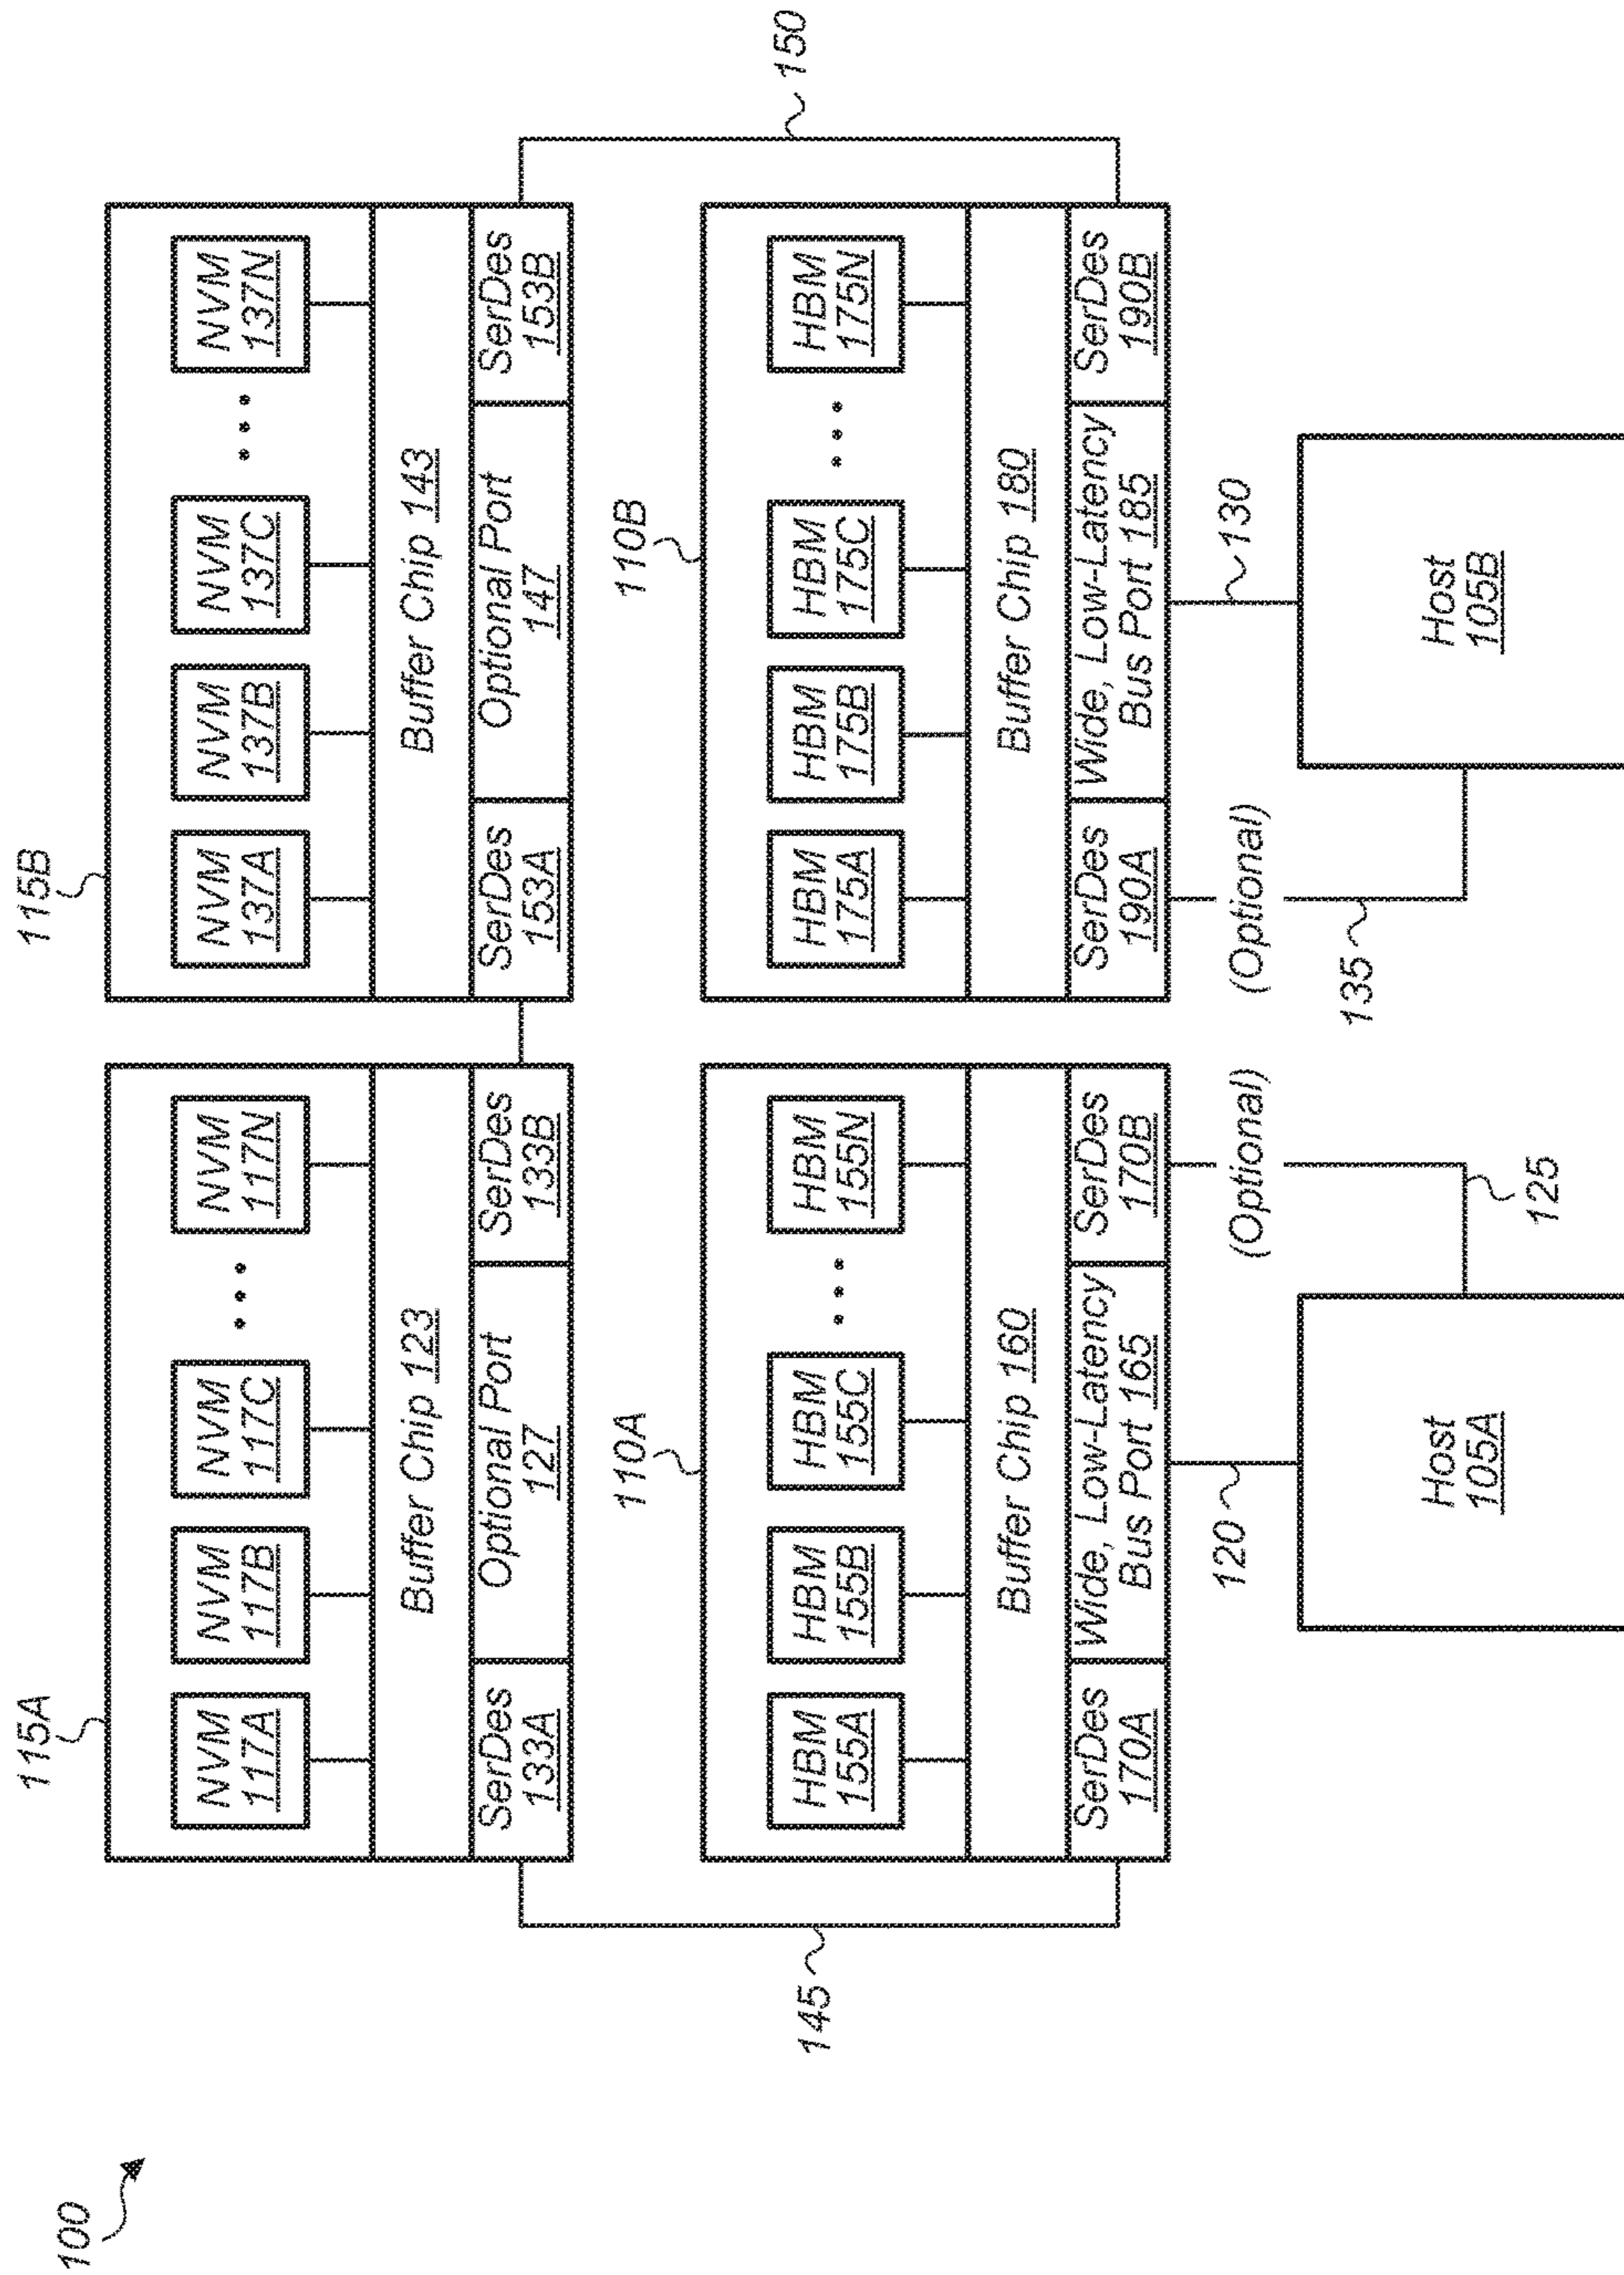 100
115A
115B
NVM
117A
NVM
117B
NVM
117C
NVM
117N
NVM
137A
NVM
137B
NVM
137C
NVM
137N
Buffer Chip 123
Buffer Chip 143
SerDes
133A
Optional Port
127
SerDes
133B
SerDes
153A
Optional Port
147
SerDes
153B
110A
110B
145
150
HBM
155A
HBM
155B
HBM
155C
HBM
155N
HBM
175A
HBM
175B
HBM
175C
HBM
175N
Buffer Chip 160
Buffer Chip 180
SerDes
170A
Wide, Low-Latency
Bus Port 165
SerDes
170B
SerDes
190A
Wide, Low-Latency
Bus Port 185
SerDes
190B
120
(Optional)
(Optional)
130
135
125
Host
105A
Host
105B